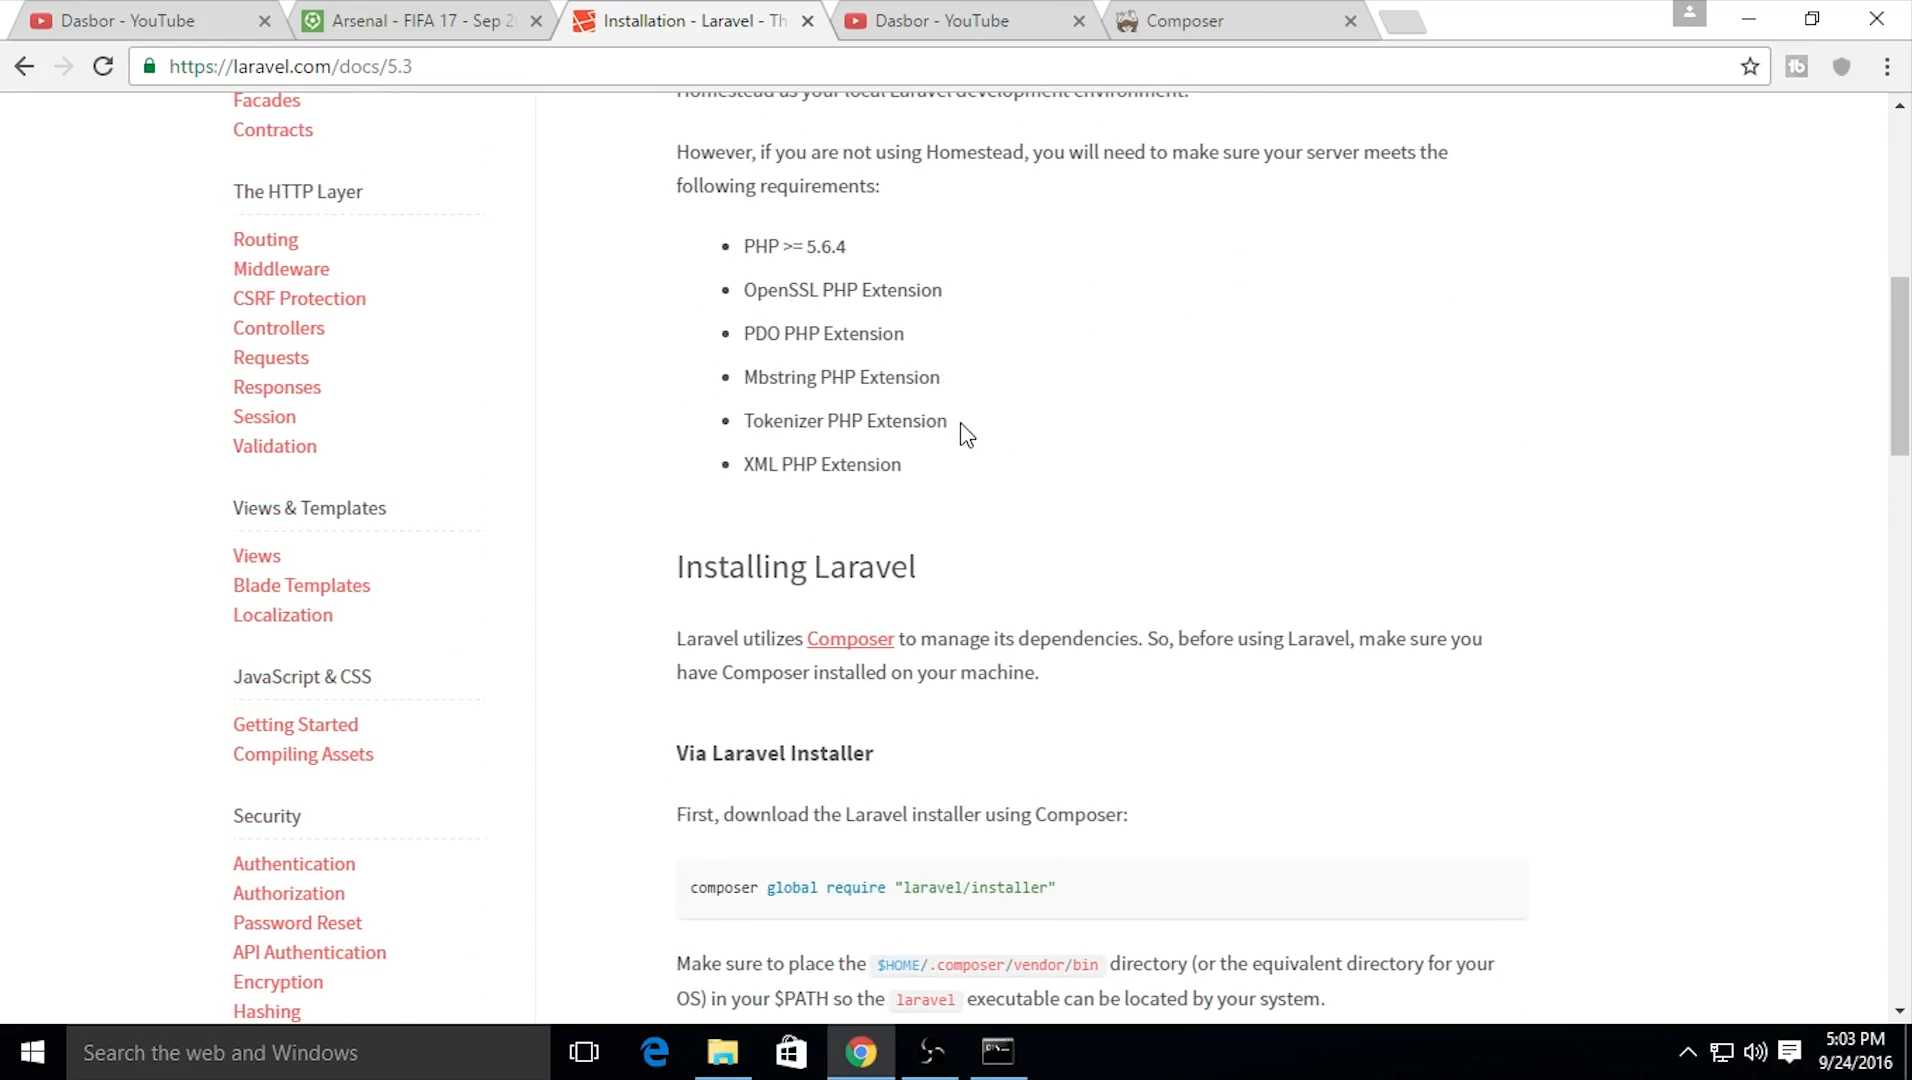 Dasbor - YouTube
Arsenal - FIFA 17 - Sep 2
Installation - Laravel - Th
Dasbor - YouTube
Composer
https://laravel.com/docs/5.3
Facades
Contracts
The HTTP Layer
Routing
Middleware
CSRF Protection
Controllers
Requests
Responses
Session
Validation
Views & Templates
Views
Blade Templates
Localization
JavaScript & CSS
Getting Started
Compiling Assets
Security
Authentication
Authorization
Password Reset
API Authentication
Encryption
Hashing
Homestead as your local Laravel development environment.
However, if you are not using Homestead, you will need to make sure your server meets the
following requirements:
• PHP >= 5.6.4
• OpenSSL PHP Extension
• PDO PHP Extension
• Mbstring PHP Extension
• Tokenizer PHP Extension
• XML PHP Extension
Installing Laravel
Laravel utilizes Composer to manage its dependencies. So, before using Laravel, make sure you
have Composer installed on your machine.
Via Laravel Installer
First, download the Laravel installer using Composer:
composer global require "laravel/installer"
Make sure to place the $HOME/.composer/vendor/bin directory (or the equivalent directory for your
OS) in your $PATH so the laravel executable can be located by your system.
Search the web and Windows
5:03 PM
9/24/2016